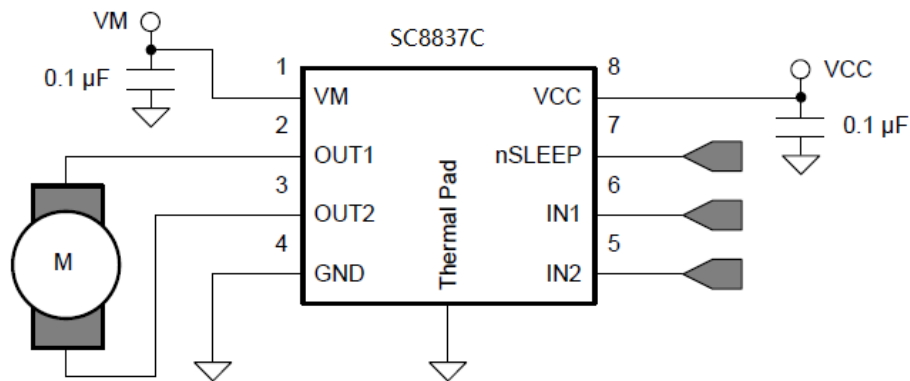 VM
SC8837C
0.1 µF
1
8
VCC
VM
VCC
0.1 µF
2
7
OUT1
nSLEEP
3
6
OUT2
IN1
M
4
5
GND
Thermal Pad
IN2